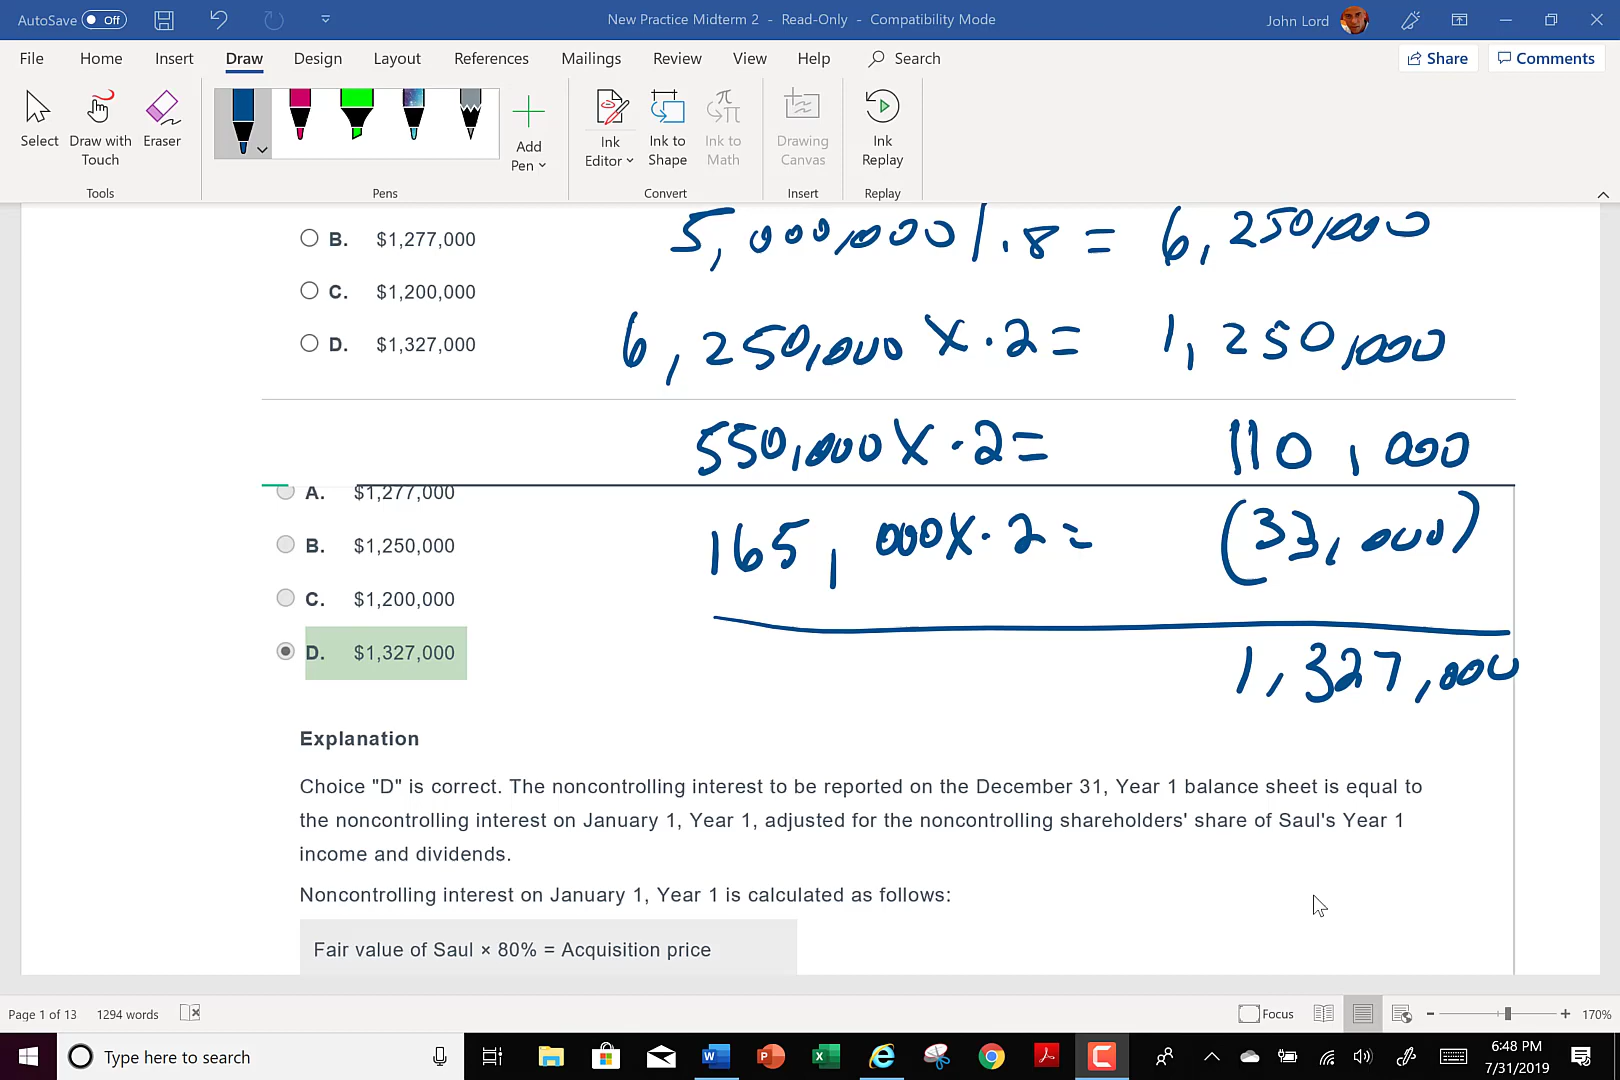 AutoSave Off
New Practice Midterm 2 - Read-Only - Compatibility Mode
John Lord
File Home Insert Draw Design Layout References Mailings Review View Help Search
Share Comments
Select
Draw with Touch
Eraser
Add Pen
Ink Editor
Ink to Shape
Ink to Math
Drawing Canvas
Ink Replay
Tools Pens Convert Insert Replay
B. $1,277,000
5,000,000/.8 = 6,250,000
C. $1,200,000
D. $1,327,000
6,250,000 X .2 = 1,250,000
550,000 X .2 = 110,000
A. $1,277,000
165,000 X .2 = (33,000)
B. $1,250,000
C. $1,200,000
D. $1,327,000
1,327,000
Explanation
Choice "D" is correct. The noncontrolling interest to be reported on the December 31, Year 1 balance sheet is equal to
the noncontrolling interest on January 1, Year 1, adjusted for the noncontrolling shareholders' share of Saul's Year 1
income and dividends.
Noncontrolling interest on January 1, Year 1 is calculated as follows:
Fair value of Saul × 80% = Acquisition price
Page 1 of 13 1294 words
Focus
170%
Type here to search
6:48 PM
7/31/2019